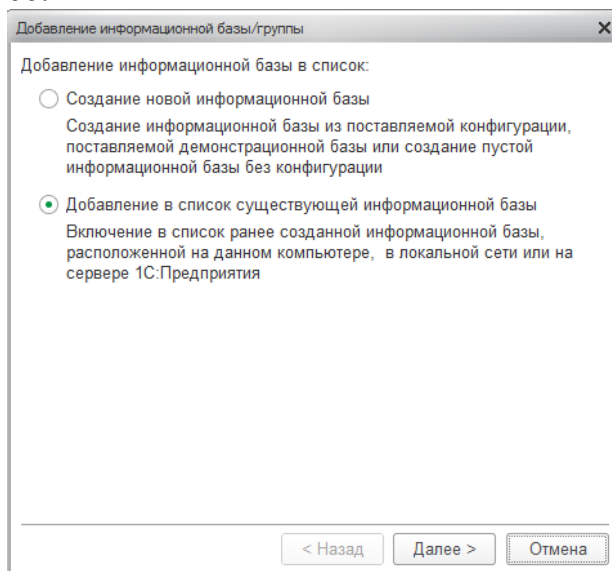 Добавление информационной базы/группы
Добавление информационной базы в список:
Создание новой информационной базы
Создание информационной базы из поставляемой конфигурации,
поставляемой демонстрационной базы или создание пустой
информационной базы без конфигурации
Добавление в список существующей информационной базы
Включение в список ранее созданной информационной базы,
расположенной на данном компьютере, в локальной сети или на
сервере 1С:Предприятия
< Назад Далее > Отмена